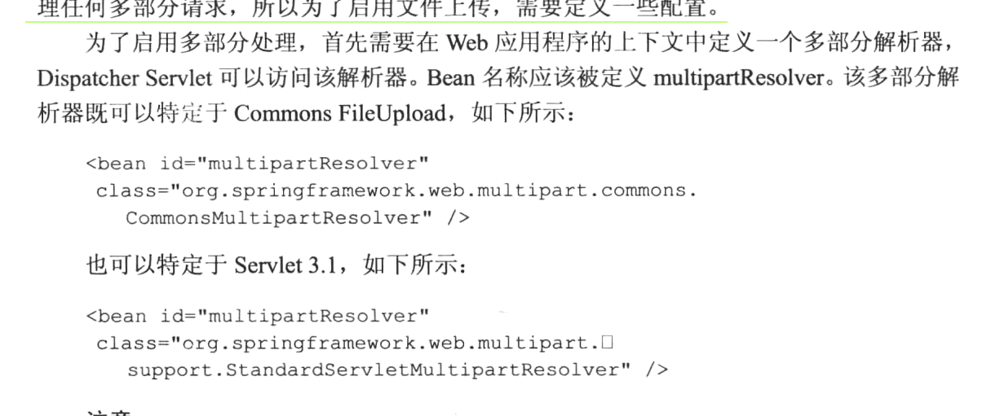 理任何多部分请求，所以为了启用文件上传，需要定义一些配置。
为了启用多部分处理，首先需要在 Web 应用程序的上下文中定义一个多部分解析器，
Dispatcher Servlet 可以访问该解析器。Bean 名称应该被定义 multipartResolver。该多部分解
析器既可以特定于 Commons FileUpload，如下所示：
<bean id="multipartResolver"
class="org.springframework.web.multipart.commons.
CommonsMultipartResolver" />
也可以特定于 Servlet 3.1，如下所示：
<bean id="multipartResolver"
class="org.springframework.web.multipart.□
support.StandardServletMultipartResolver" />